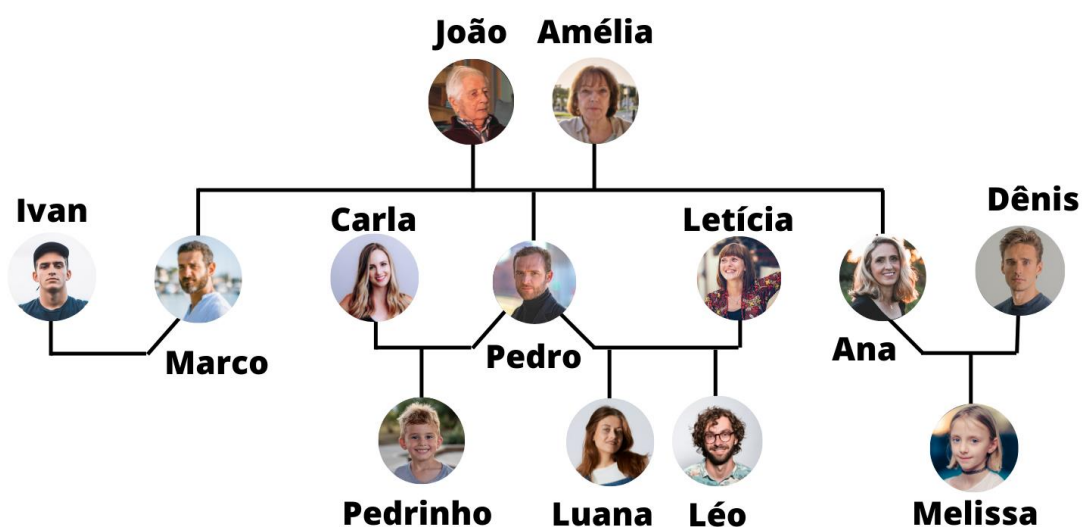 João Amélia
Ivan
Carla
Letícia
Dênis
Marco
Pedro
Ana
Pedrinho
Luana
Léo
Melissa